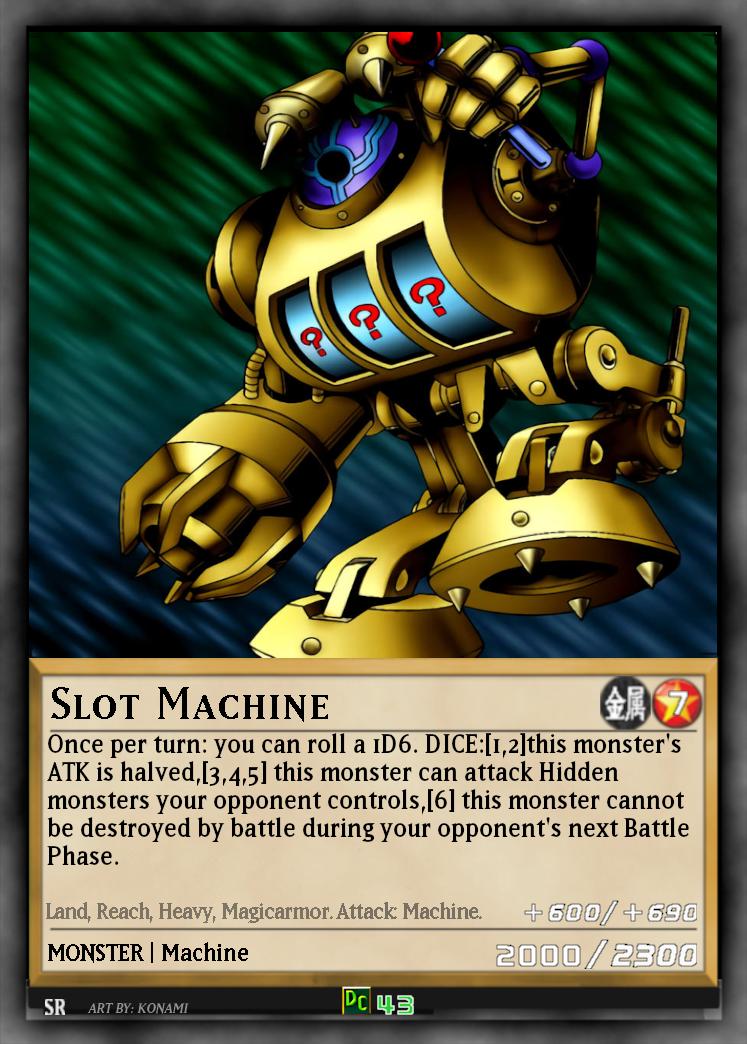 ? ? ?
Slot Machine 金属 7
Once per turn: you can roll a 1D6. DICE:[1,2]this monster's
ATK is halved,[3,4,5] this monster can attack Hidden
monsters your opponent controls,[6] this monster cannot
be destroyed by battle during your opponent's next Battle
Phase.
Land, Reach, Heavy, Magicarmor. Attack: Machine. +600/+690
MONSTER | Machine 2000/2300
SR ART BY: KONAMI DC 43